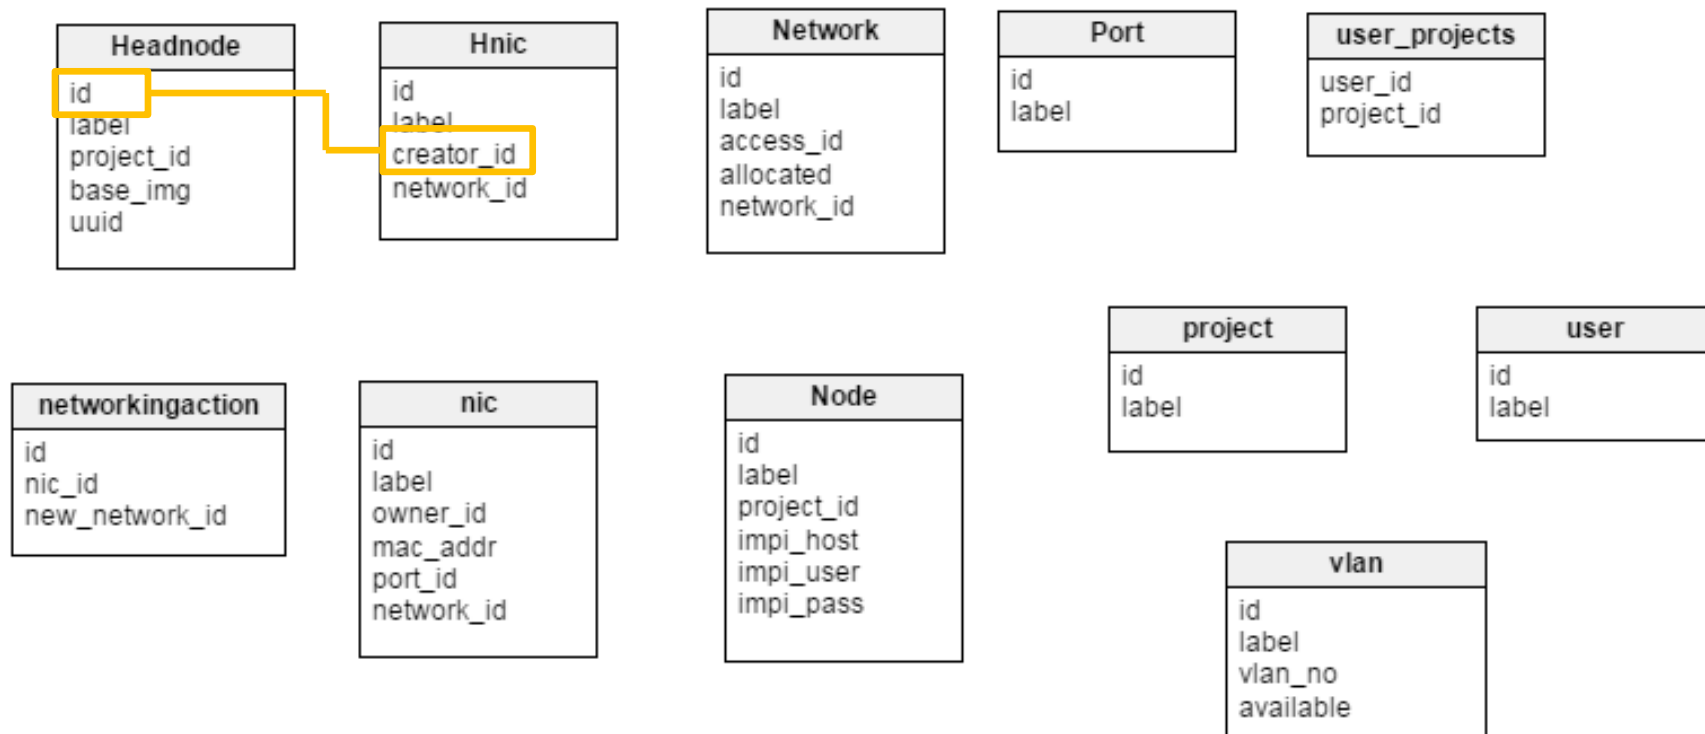 Headnode
id
label
project_id
base_img
uuid
Hnic
id
label
creator_id
network_id
Network
id
label
access_id
allocated
network_id
Port
id
label
user_projects
user_id
project_id
networkingaction
id
nic_id
new_network_id
nic
id
label
owner_id
mac_addr
port_id
network_id
Node
id
label
project_id
impi_host
impi_user
impi_pass
project
id
label
user
id
label
vlan
id
label
vlan_no
available